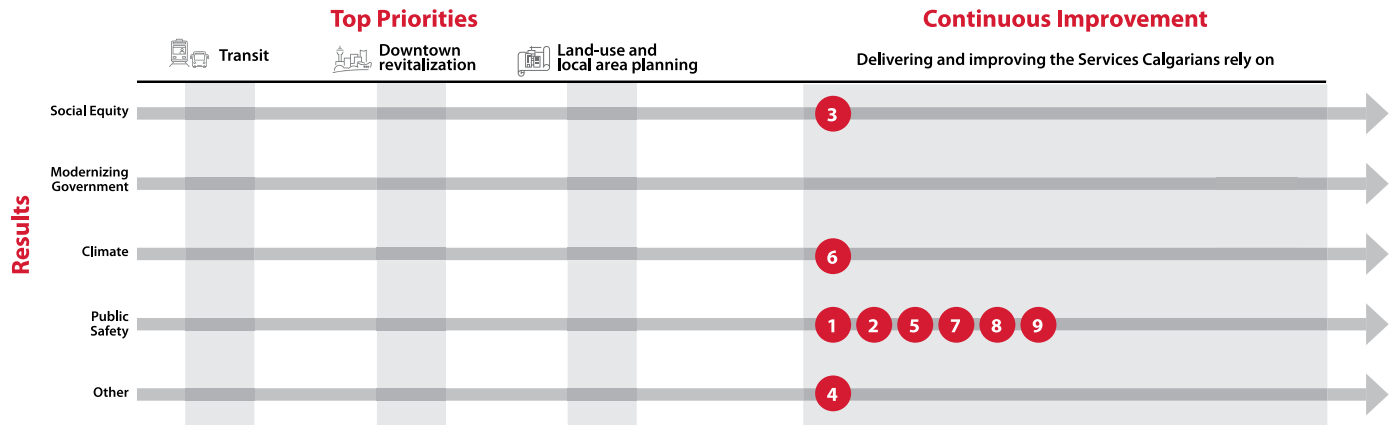 Top Priorities
Continuous Improvement
Transit
Downtown
revitalization
Land-use and
local area planning
Delivering and improving the Services Calgarians rely on
Results
Social Equity
3
Modernizing
Government
Climate
6
Public
Safety
1 2 5 7 8 9
Other
4